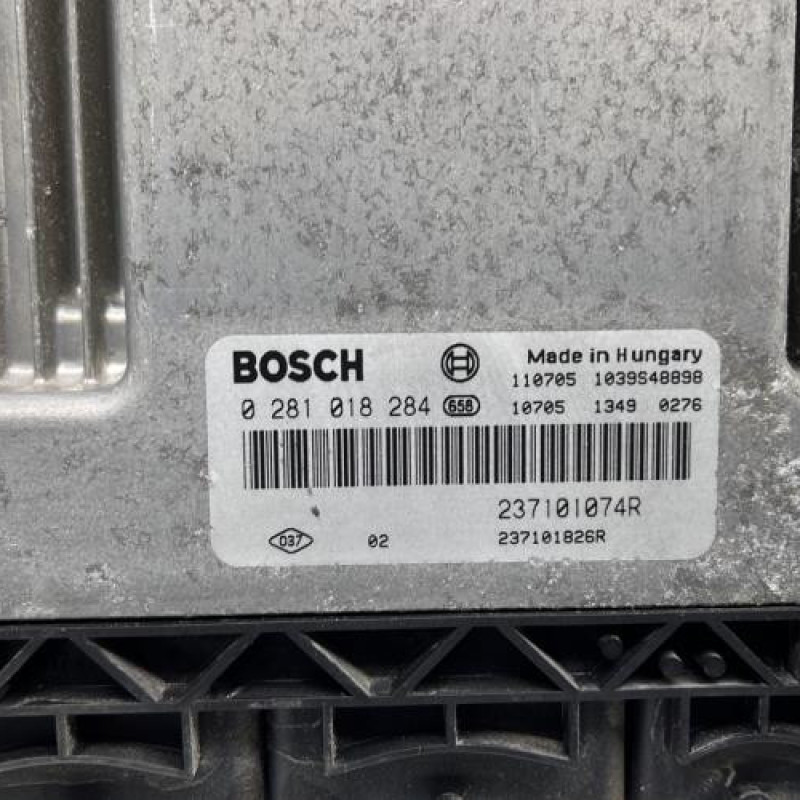 BOSCH Made in Hungary
110705 1039S48898
0 281 018 284 658 10705 1349 0276
237101074R
037 02 237101826R